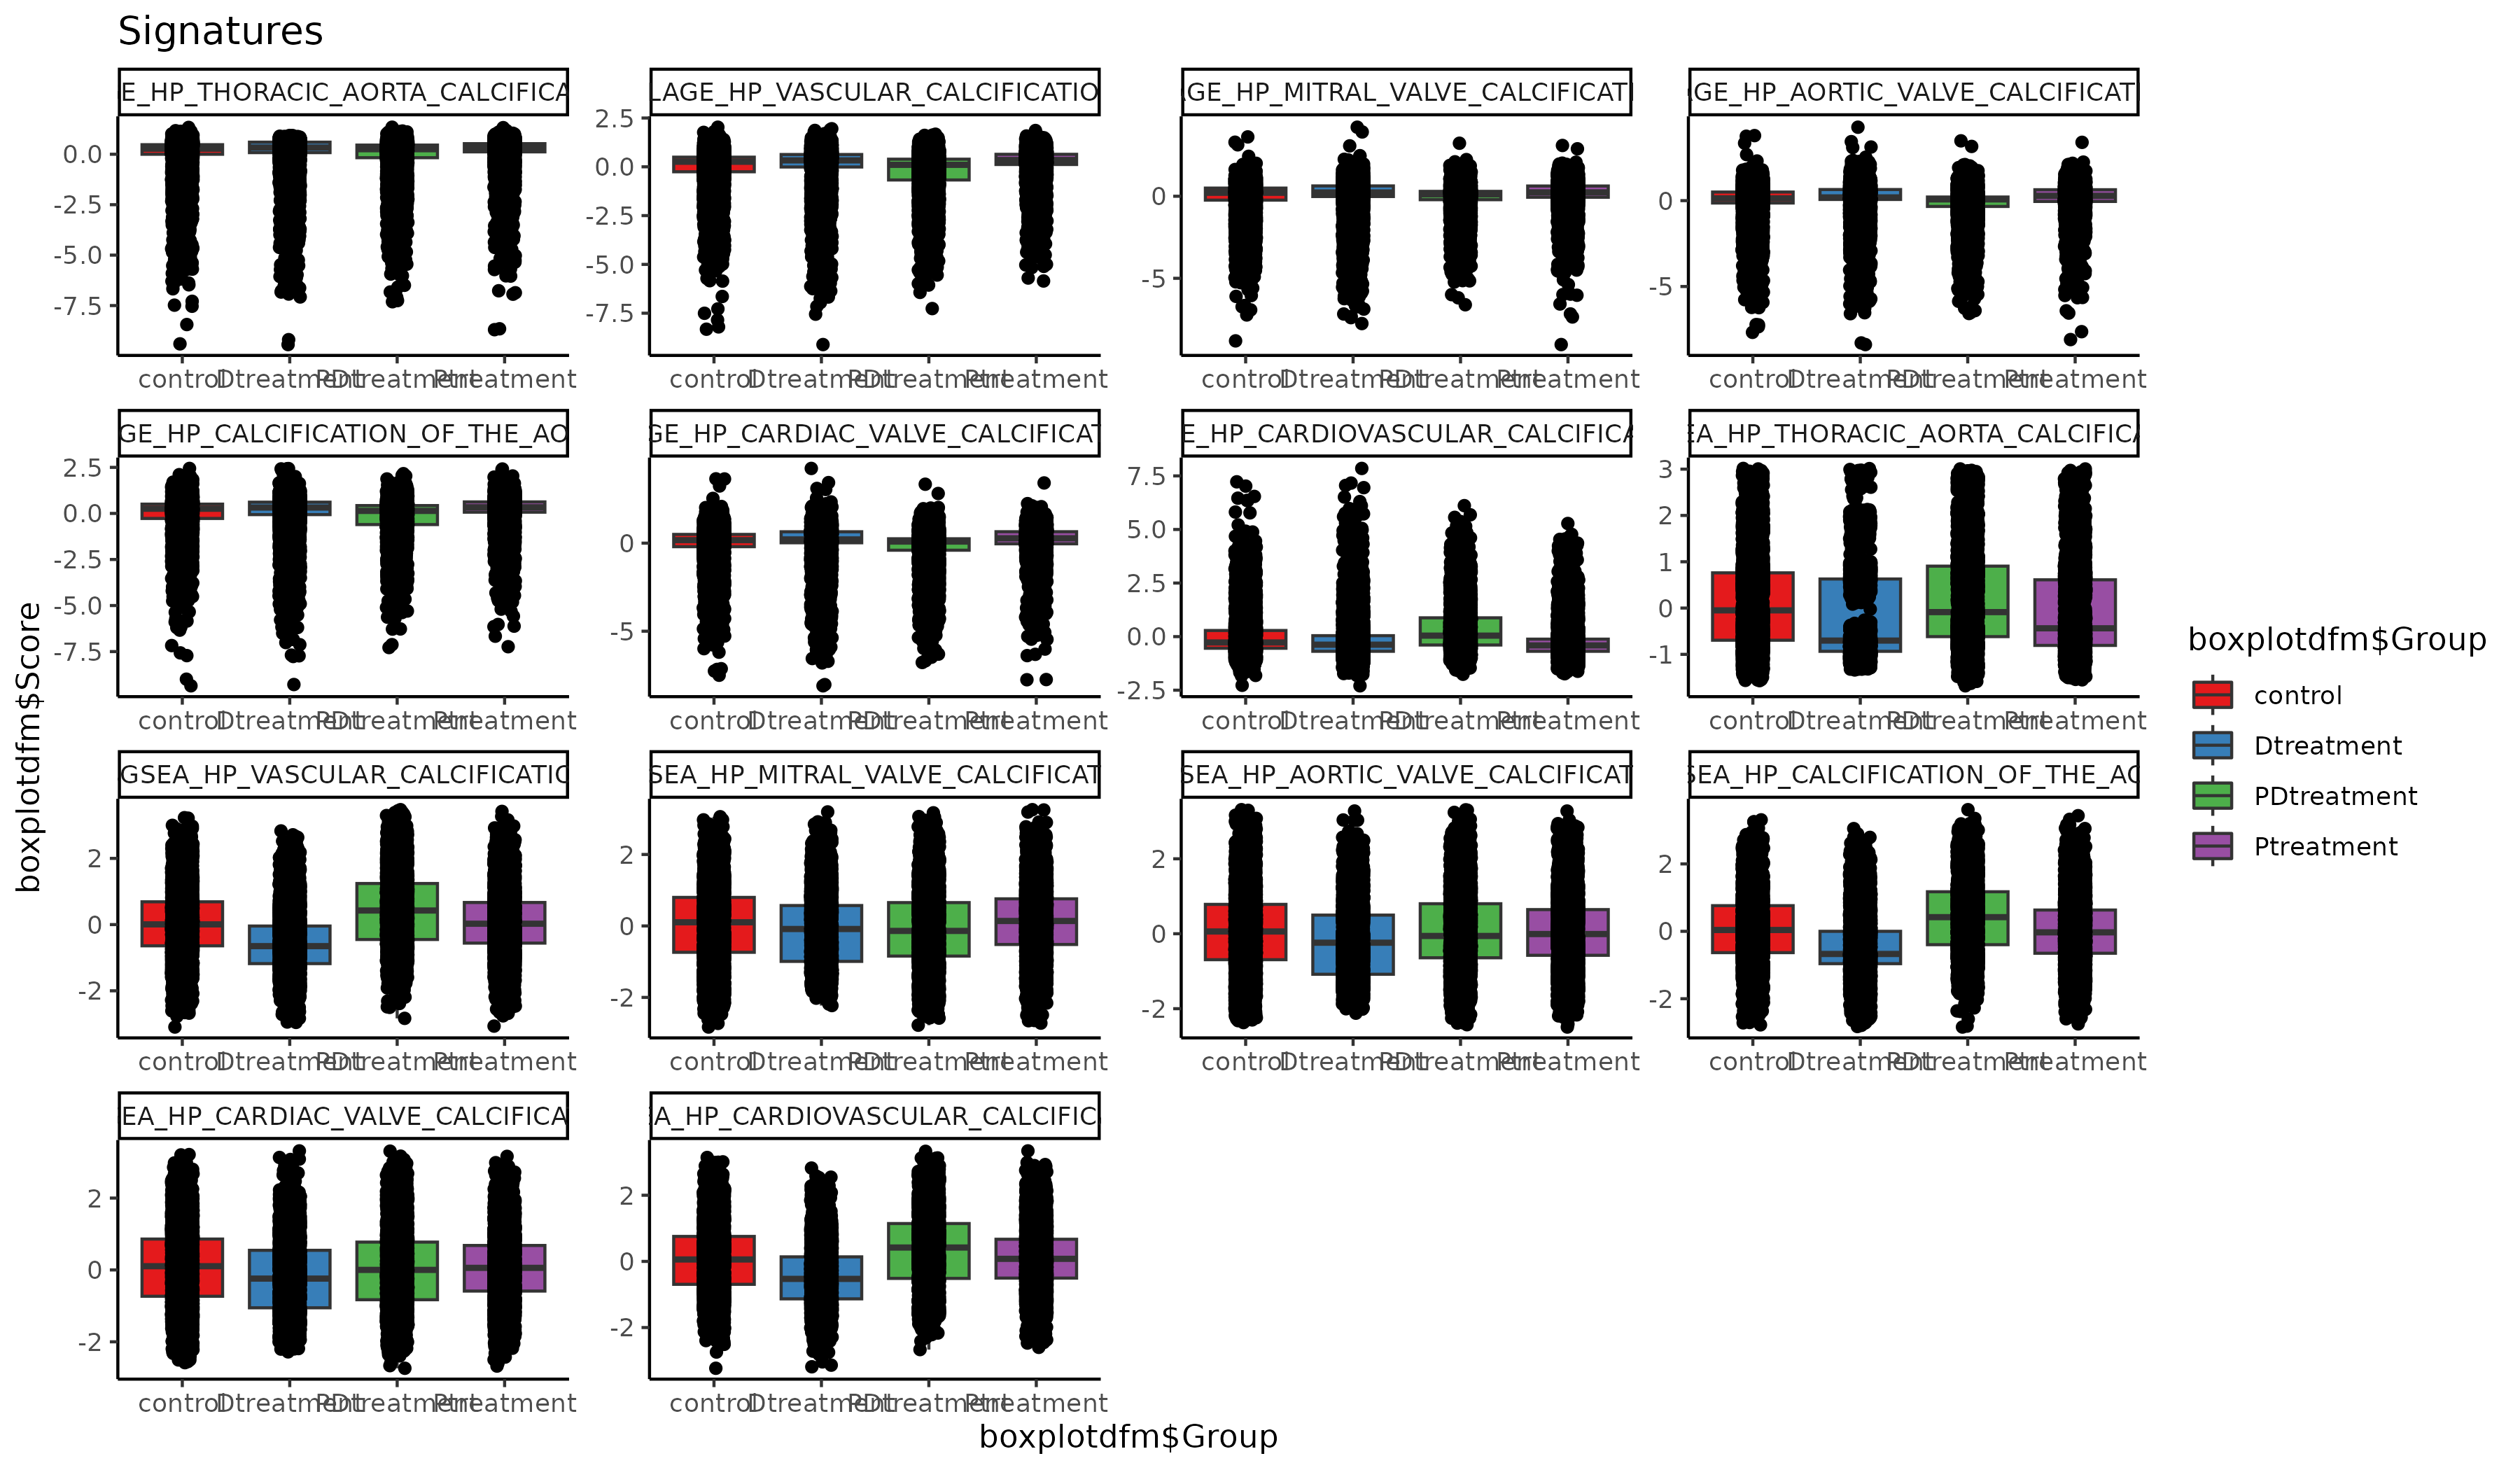 Signatures
E_HP_THORACIC_AORTA_CALCIFICA
LAGE_HP_VASCULAR_CALCIFICATIO
GE_HP_MITRAL_VALVE_CALCIFICATI
GE_HP_AORTIC_VALVE_CALCIFICAT
0.0
-2.5
-5.0
-7.5
2.5
0.0
-2.5
-5.0
-7.5
0
-5
0
-5
control Dtreatment PDtreatment Ptreatment
control Dtreatment PDtreatment Ptreatment
control Dtreatment PDtreatment Ptreatment
control Dtreatment PDtreatment Ptreatment
GE_HP_CALCIFICATION_OF_THE_AO
GE_HP_CARDIAC_VALVE_CALCIFICAT
E_HP_CARDIOVASCULAR_CALCIFICA
EA_HP_THORACIC_AORTA_CALCIFICA
2.5
0.0
-2.5
-5.0
-7.5
0
-5
7.5
5.0
2.5
0.0
-2.5
3
2
1
0
-1
control Dtreatment PDtreatment Ptreatment
control Dtreatment PDtreatment Ptreatment
control Dtreatment PDtreatment Ptreatment
control Dtreatment PDtreatment Ptreatment
GSEA_HP_VASCULAR_CALCIFICATIO
SEA_HP_MITRAL_VALVE_CALCIFICAT
SEA_HP_AORTIC_VALVE_CALCIFICAT
SEA_HP_CALCIFICATION_OF_THE_AO
2
0
-2
2
0
-2
2
0
-2
2
0
-2
control Dtreatment PDtreatment Ptreatment
control Dtreatment PDtreatment Ptreatment
control Dtreatment PDtreatment Ptreatment
control Dtreatment PDtreatment Ptreatment
EA_HP_CARDIAC_VALVE_CALCIFICA
EA_HP_CARDIOVASCULAR_CALCIFIC
2
0
-2
2
0
-2
control Dtreatment PDtreatment Ptreatment
control Dtreatment PDtreatment Ptreatment
boxplotdfm$Score
boxplotdfm$Group
boxplotdfm$Group
control
Dtreatment
PDtreatment
Ptreatment